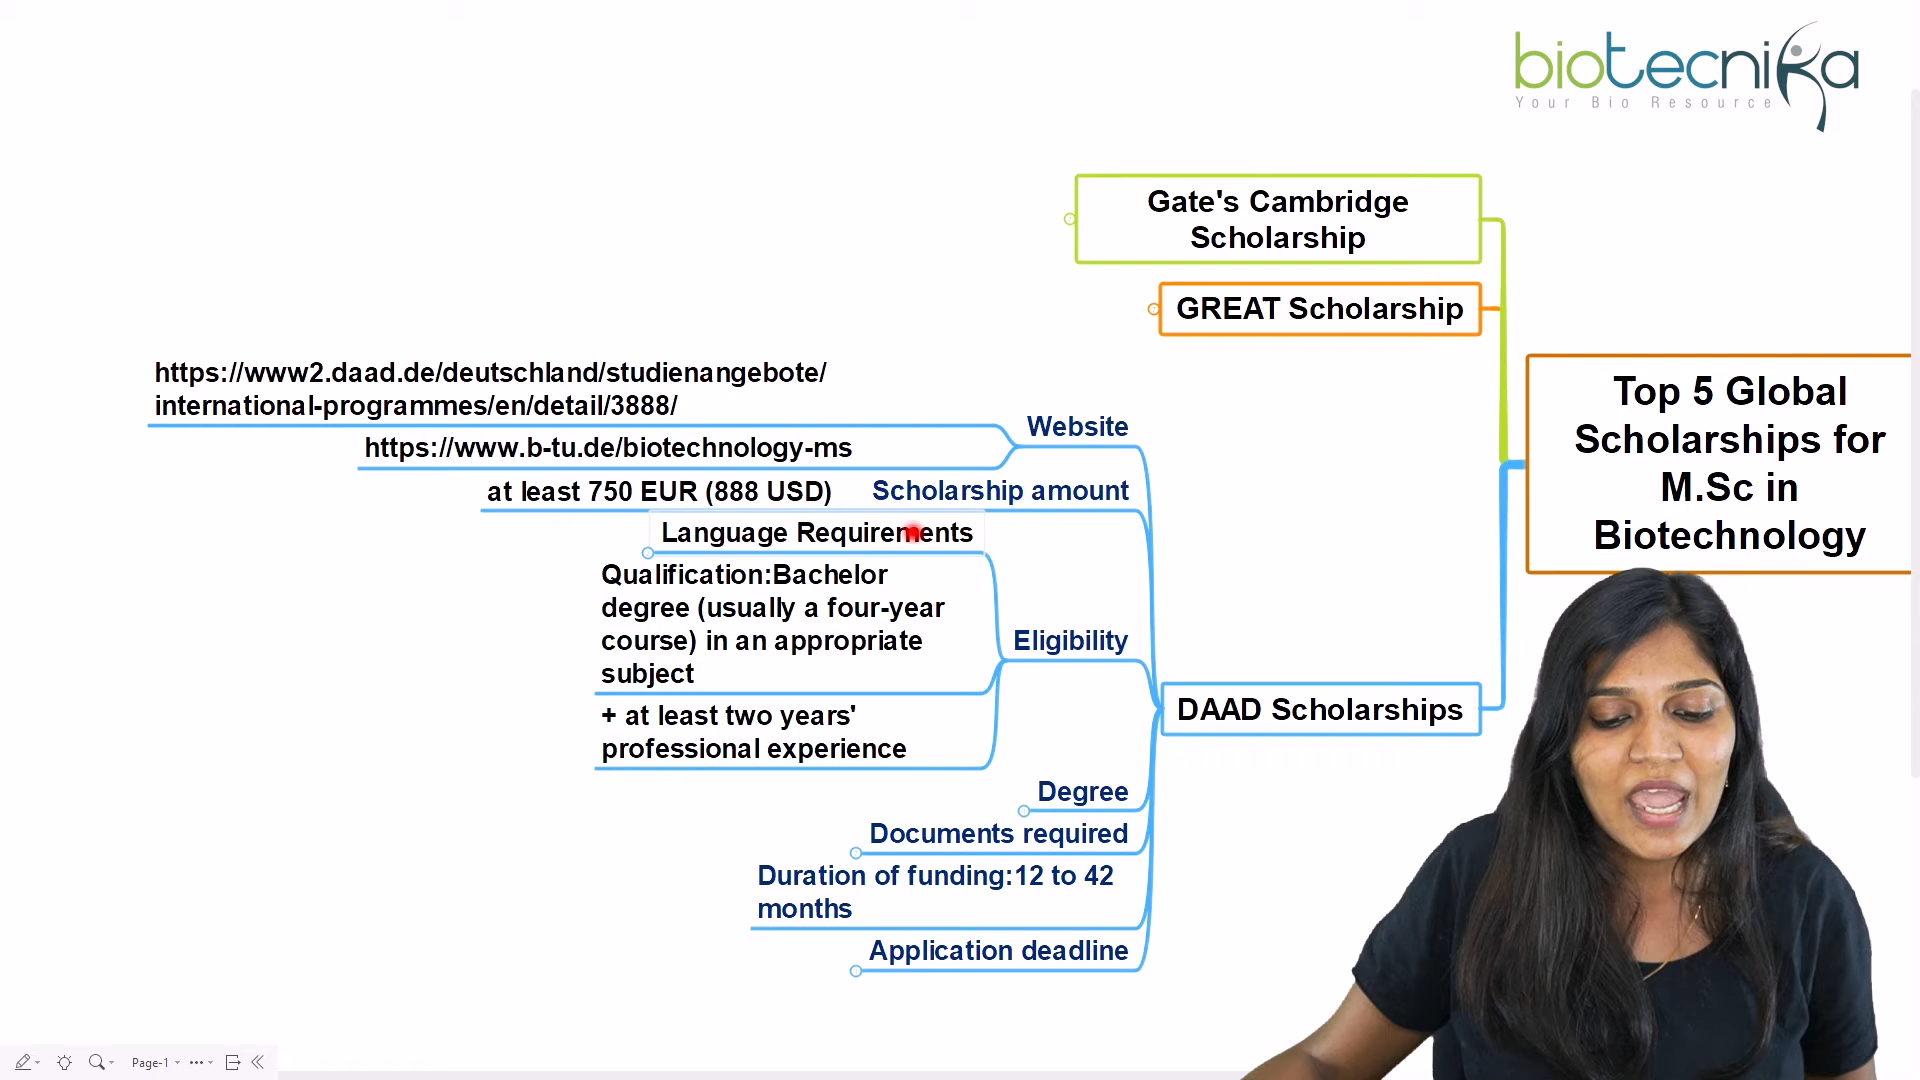 biotecnika
Your Bio Resource
Gate's Cambridge
Scholarship
GREAT Scholarship
Top 5 Global
Scholarships for
M.Sc in
Biotechnology
DAAD Scholarships
Website
https://www2.daad.de/deutschland/studienangebote/
international-programmes/en/detail/3888/
https://www.b-tu.de/biotechnology-ms
Scholarship amount
at least 750 EUR (888 USD)
Eligibility
Language Requirements
Qualification:Bachelor
degree (usually a four-year
course) in an appropriate
subject
+ at least two years'
professional experience
Degree
Documents required
Duration of funding:12 to 42
months
Application deadline
Page-1